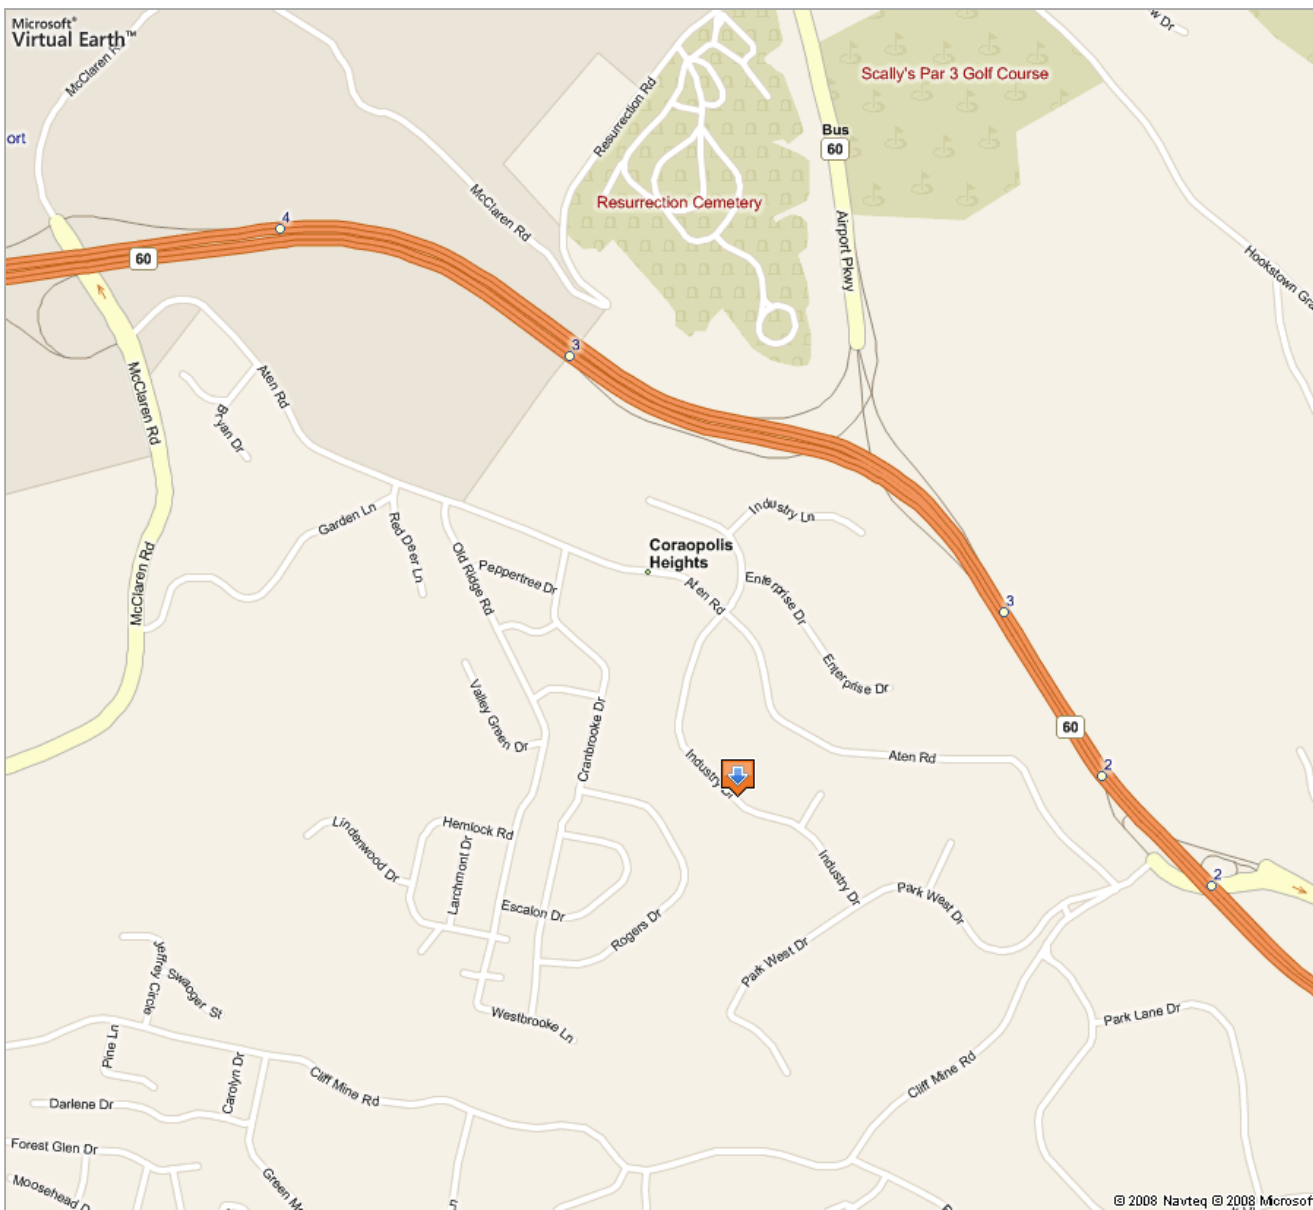 Microsoft®
Virtual Earth™
McClaren Rd
ort
Resurrection Rd
Scally's Par 3 Golf Course
Bus
60
Resurrection Cemetery
McClaren Rd
Airport Pkwy
4
60
Hookstown Gra
3
McClaren Rd
Aten Rd
Bryan Dr
Garden Ln
Red Deer Ln
Industry Ln
Coraopolis
Heights
Old Ridge Rd
Peppertree Dr
McClaren Rd
Aten Rd
Enterprise Dr
3
Enterprise Dr
Valley Green Dr
Cranbrooke Dr
60
Industry Dr
Aten Rd
2
Lindenwood Dr
Hemlock Rd
Larchmont Dr
Industry Dr
2
Escalon Dr
Rogers Dr
Park West Dr
Park West Dr
Jeffrey Circle
Swloger St
Westbrooke Ln
Park Lane Dr
Pine Ln
Carolyn Dr
Cliff Mine Rd
Cliff Mine Rd
Darlene Dr
Forest Glen Dr
Moosehead D
Green M
© 2008 Navteq © 2008 Microsof